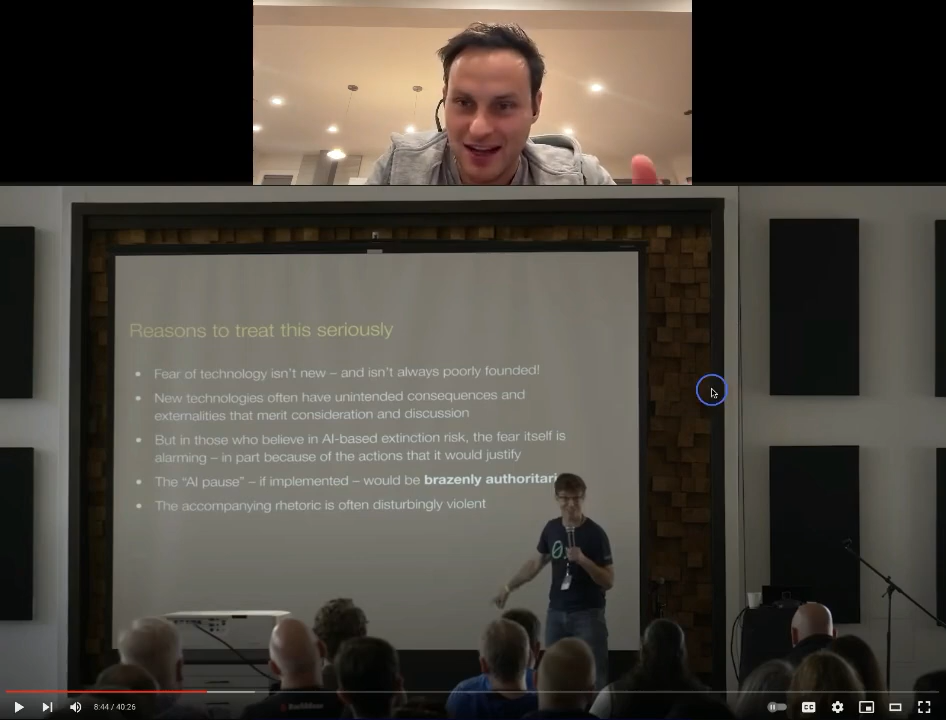 Reasons to treat this seriously
• Fear of technology isn't new – and isn't always poorly founded!
• New technologies often have unintended consequences and
externalities that merit consideration and discussion
• But in those who believe in AI-based extinction risk, the fear itself is
alarming – in part because of the actions that it would justify
• The "AI pause" – if implemented – would be brazenly authoritari
• The accompanying rhetoric is often disturbingly violent
8:44 / 40:26
CC